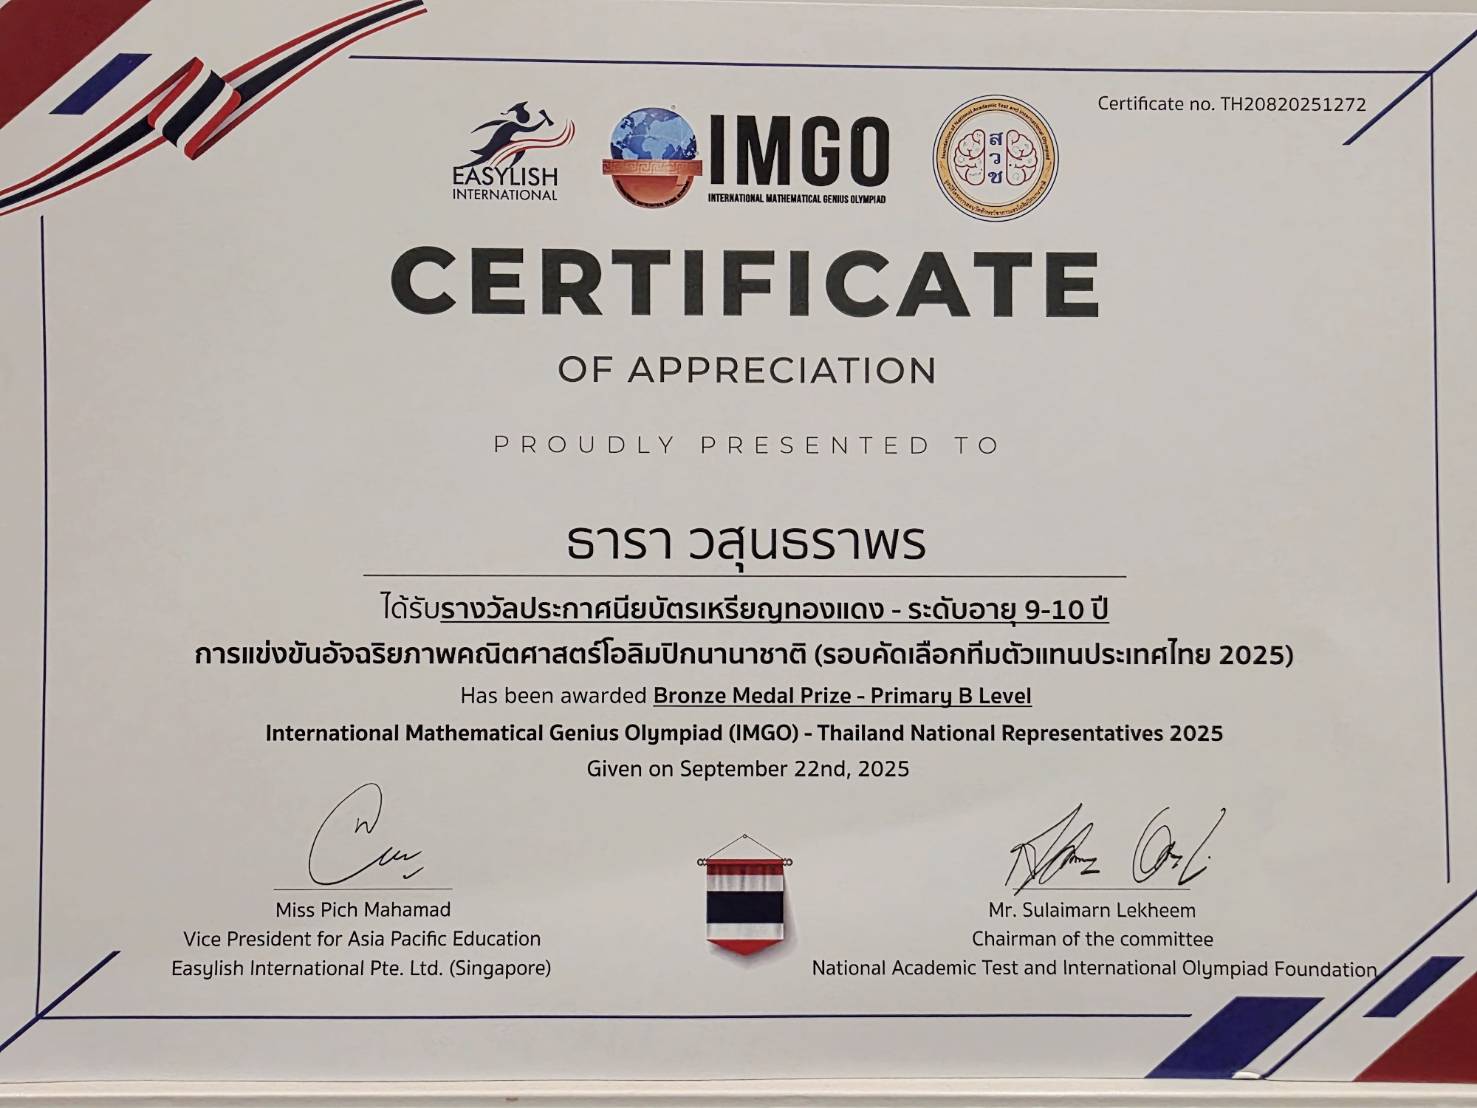 Certificate no. TH20820251272
EASYLISH
INTERNATIONAL
IMGO
INTERNATIONAL MATHEMATICAL GENIUS OLYMPIAD
ส
ว
ช
CERTIFICATE
OF APPRECIATION
PROUDLY PRESENTED TO
ธารา วสุนธราพร
ได้รับรางวัลประกาศนียบัตรเหรียญทองแดง - ระดับอายุ 9-10 ปี
การแข่งขันอัจฉริยภาพคณิตศาสตร์โอลิมปิกนานาชาติ (รอบคัดเลือกทีมตัวแทนประเทศไทย 2025)
Has been awarded Bronze Medal Prize - Primary B Level
International Mathematical Genius Olympiad (IMGO) - Thailand National Representatives 2025
Given on September 22nd, 2025
Miss Pich Mahamad
Vice President for Asia Pacific Education
Easylish International Pte. Ltd. (Singapore)
Mr. Sulaimarn Lekheem
Chairman of the committee
National Academic Test and International Olympiad Foundation